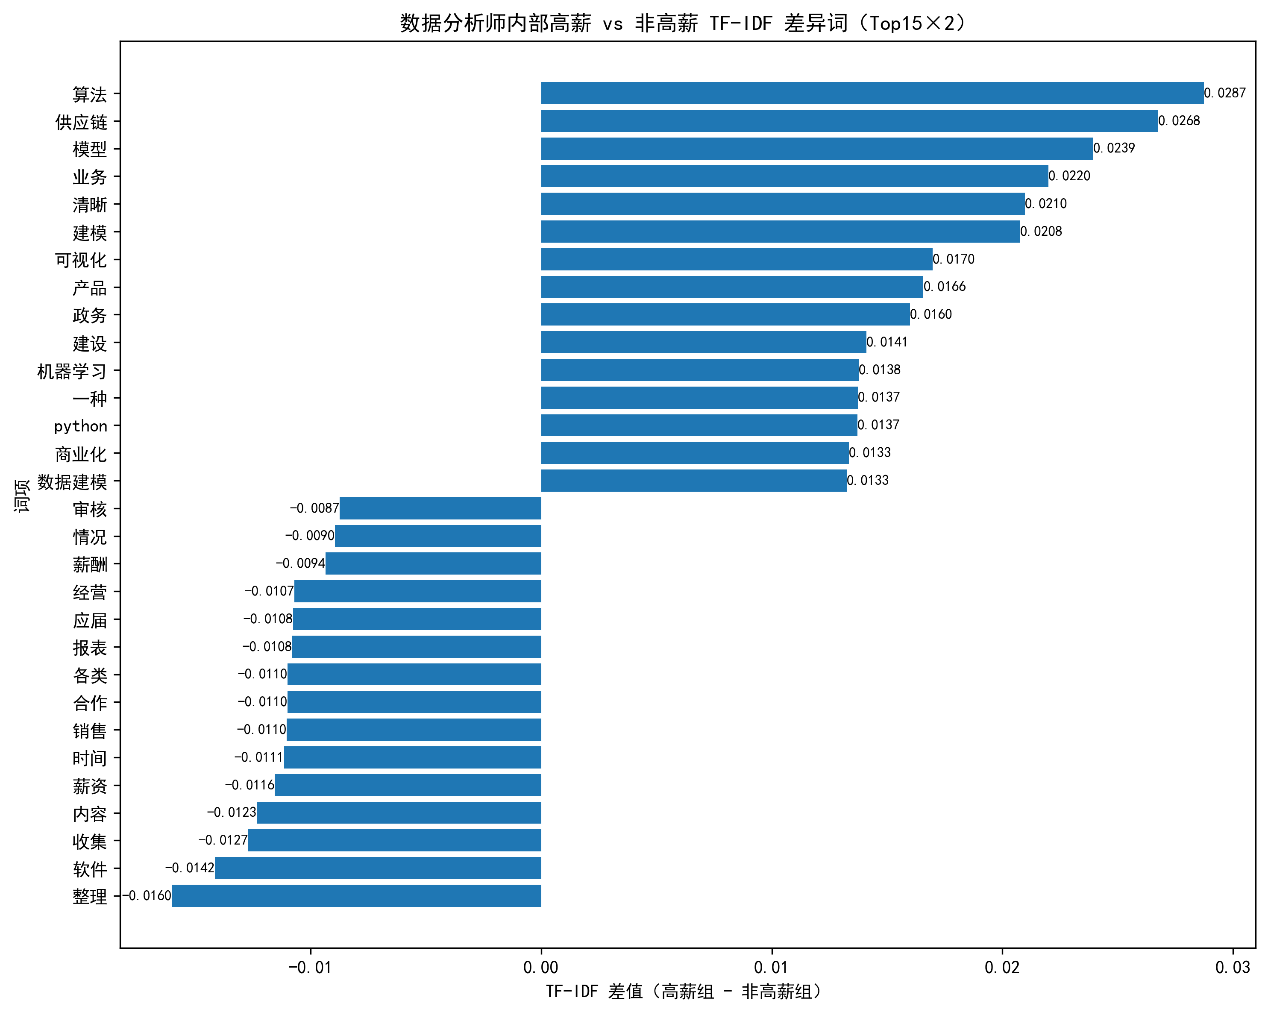 数据分析师内部高薪 vs 非高薪 TF-IDF 差异词（Top15×2）
算法 0.0287
供应链 0.0268
模型 0.0239
业务 0.0220
清晰 0.0210
建模 0.0208
可视化 0.0170
产品 0.0166
政务 0.0160
建设 0.0141
机器学习 0.0138
一种 0.0137
python 0.0137
商业化 0.0133
数据建模 0.0133
词项
审核 -0.0087
情况 -0.0090
薪酬 -0.0094
经营 -0.0107
应届 -0.0108
报表 -0.0108
各类 -0.0110
合作 -0.0110
销售 -0.0110
时间 -0.0111
薪资 -0.0116
内容 -0.0123
收集 -0.0127
软件 -0.0142
整理 -0.0160
-0.01 0.00 0.01 0.02 0.03
TF-IDF 差值（高薪组 - 非高薪组）